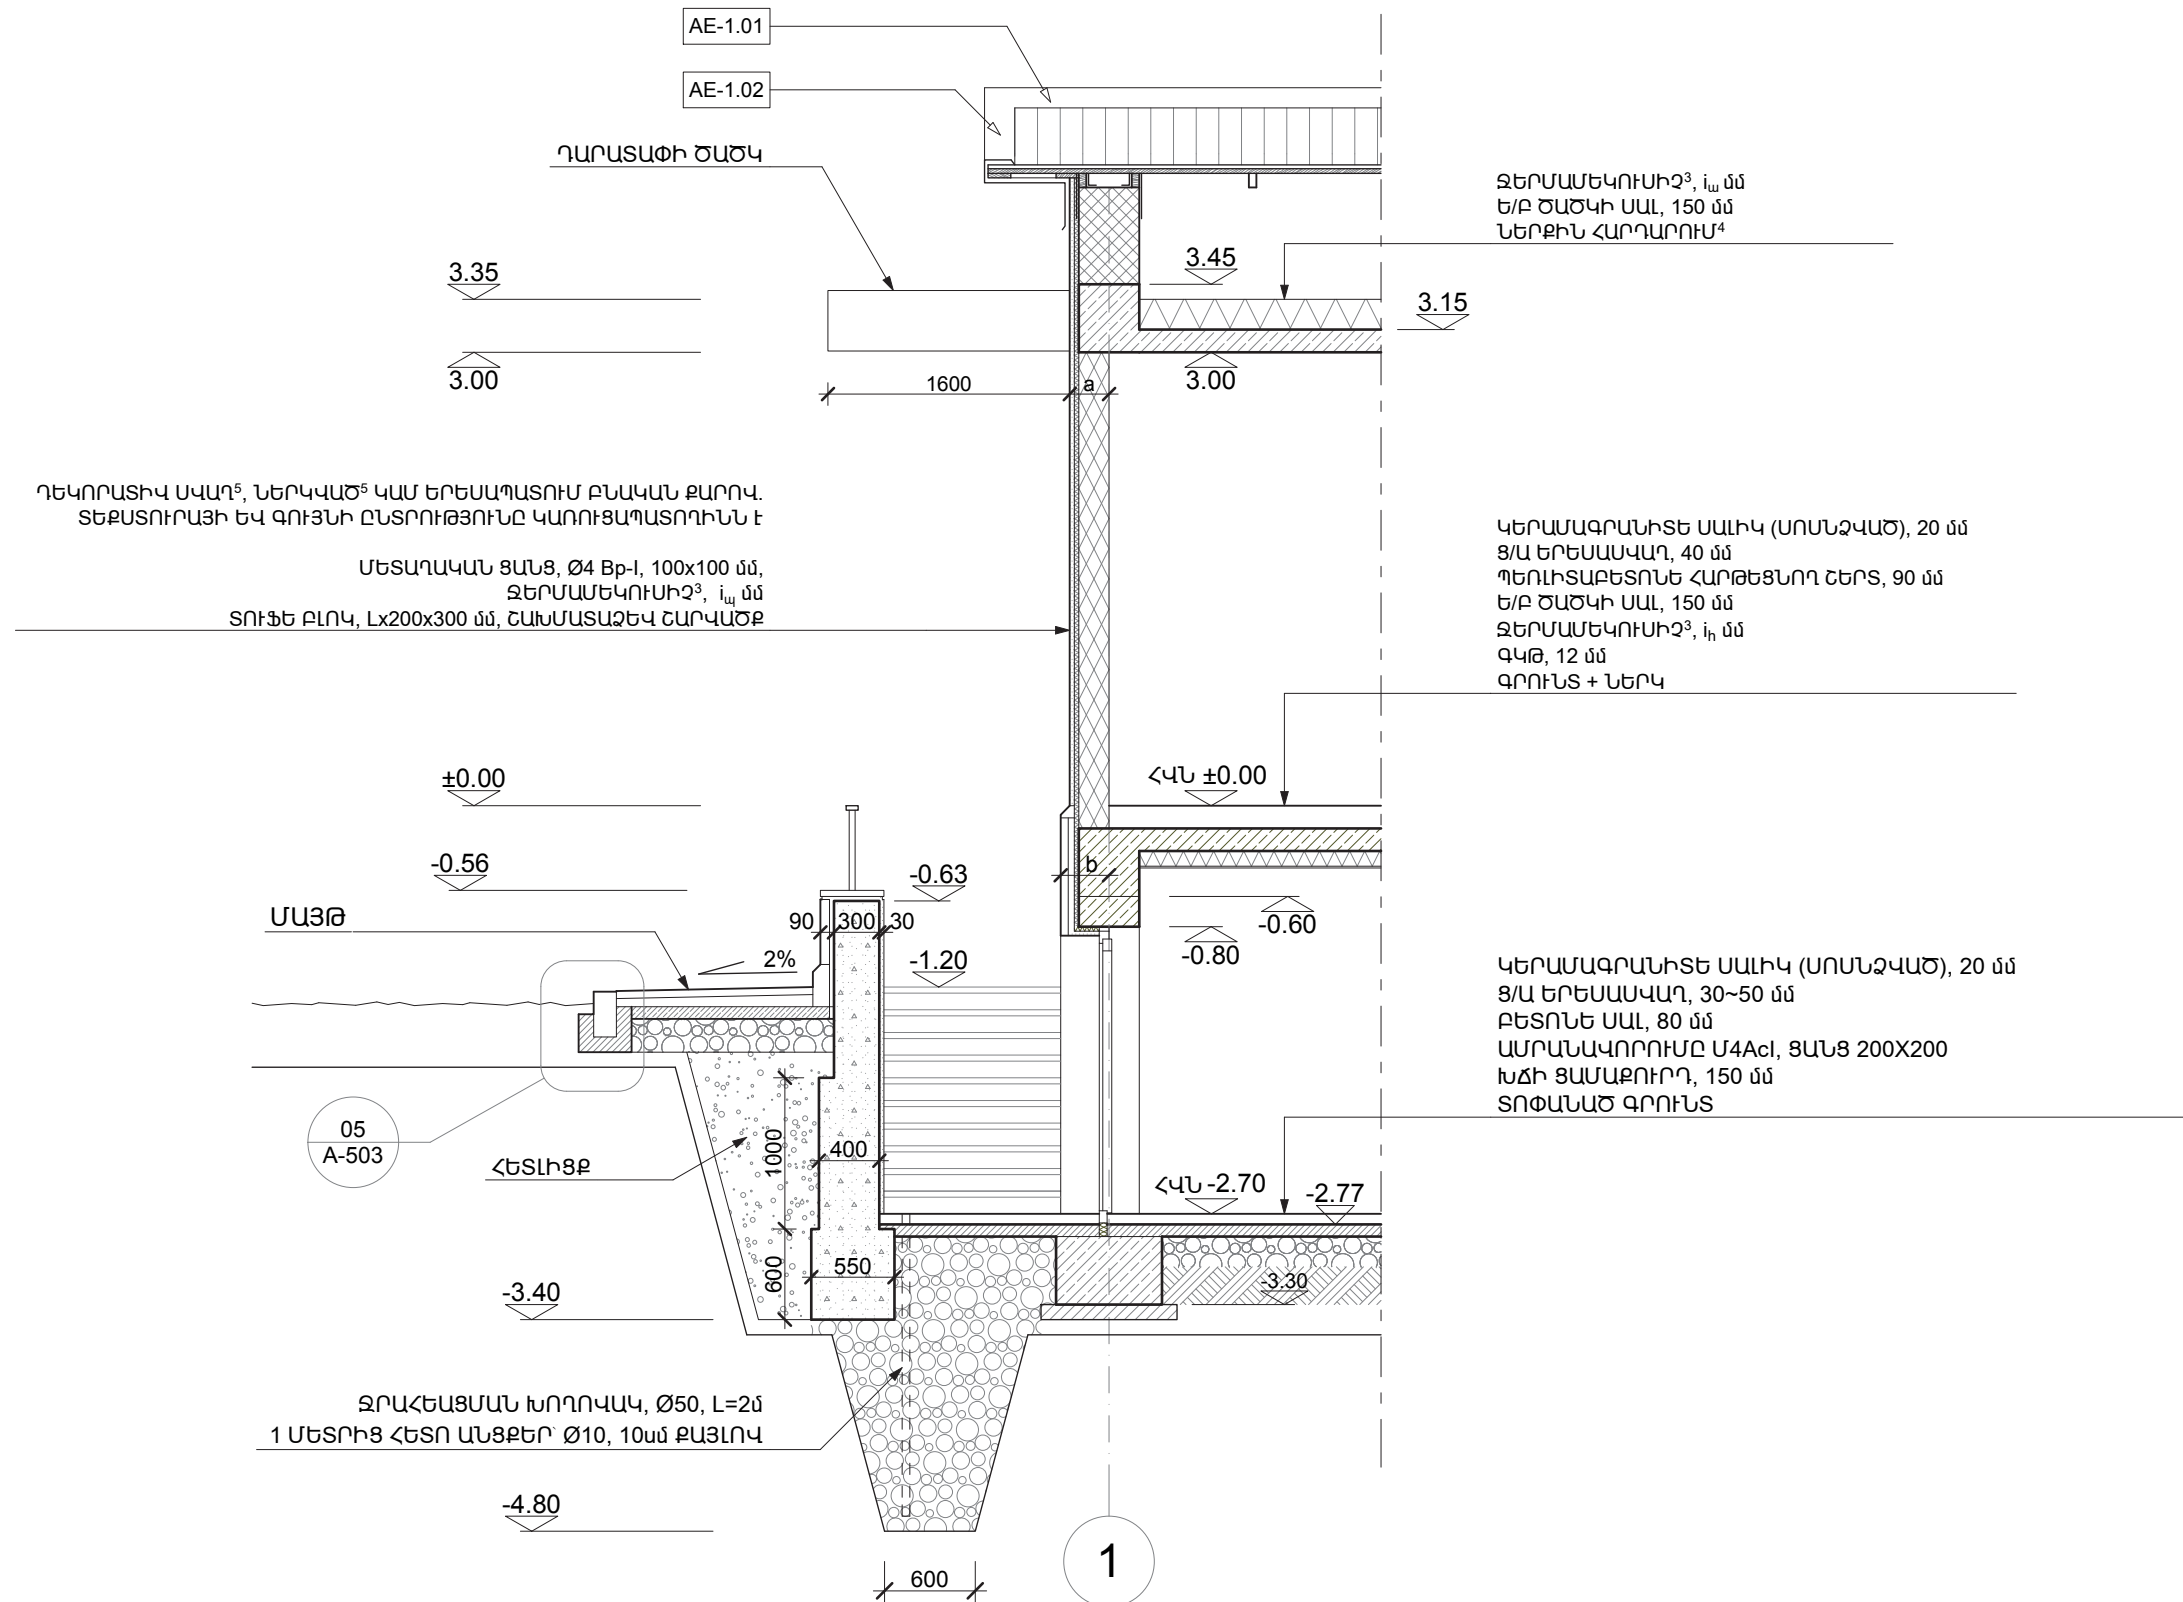 AE-1.01
AE-1.02
ԴԱՐԱՏԱՓԻ ԾԱԾԿ
ՋԵՐՄԱՄԵԿՈՒՍԻՉ³, iա մմ
Ե/Բ ԾԱԾԿԻ ՍԱԼ, 150 մմ
ՆԵՐՔԻՆ ՀԱՐԴԱՐՈՒՄ⁴
3.35
3.45
3.15
3.00
3.00
1600
a
ԴԵԿՈՐԱՏԻՎ ՍՎԱՂ⁵, ՆԵՐԿՎԱԾ⁵ ԿԱՄ ԵՐԵՍԱՊԱՏՈՒՄ ԲՆԱԿԱՆ ՔԱՐՈՎ.
ՏԵՔՍՏՈՒՐԱՅԻ ԵՎ ԳՈՒՅՆԻ ԸՆՏՐՈՒԹՅՈՒՆԸ ԿԱՌՈՒՑԱՊԱՏՈՂԻՆՆ Է
ՄԵՏԱՂԱԿԱՆ ՑԱՆՑ, Ø4 Bp-I, 100x100 մմ,
ՋԵՐՄԱՄԵԿՈՒՍԻՉ³, iպ մմ
ՏՈՒՖԵ ԲԼՈԿ, Lx200x300 մմ, ՇԱԽՄԱՏԱՁԵՎ ՇԱՐՎԱԾՔ
ԿԵՐԱՄԱԳՐԱՆԻՏԵ ՍԱԼԻԿ (ՍՈՍՆՁՎԱԾ), 20 մմ
Ց/Ա ԵՐԵՍԱՍՎԱՂ, 40 մմ
ՊԵՌԼԻՏԱԲԵՏՈՆԵ ՀԱՐԹԵՑՆՈՂ ՇԵՐՏ, 90 մմ
Ե/Բ ԾԱԾԿԻ ՍԱԼ, 150 մմ
ՋԵՐՄԱՄԵԿՈՒՍԻՉ³, iհ մմ
ԳԿԹ, 12 մմ
ԳՐՈՒՆՏ + ՆԵՐԿ
±0.00
ՀՎՆ ±0.00
-0.56
-0.63
b
-0.60
-0.80
ՄԱՅԹ
90 300 30
2%
-1.20
ԿԵՐԱՄԱԳՐԱՆԻՏԵ ՍԱԼԻԿ (ՍՈՍՆՁՎԱԾ), 20 մմ
Ց/Ա ԵՐԵՍԱՍՎԱՂ, 30~50 մմ
ԲԵՏՈՆԵ ՍԱԼ, 80 մմ
ԱՄՐԱՆԱՎՈՐՈՒՄԸ Մ4AcI, ՑԱՆՑ 200X200
ԽՃԻ ՑԱՄԱՔՈՒՐԴ, 150 մմ
ՏՈՓԱՆԱԾ ԳՐՈՒՆՏ
05
A-503
ՀԵՏԼԻՑՔ
1000
400
ՀՎՆ -2.70
-2.77
600
550
-3.30
-3.40
ՋՐԱՀԵԱՑՄԱՆ ԽՈՂՈՎԱԿ, Ø50, L=2մ
1 ՄԵՏՐԻՑ ՀԵՏՈ ԱՆՑՔԵՐ՝ Ø10, 10սմ ՔԱՅԼՈՎ
-4.80
600
1